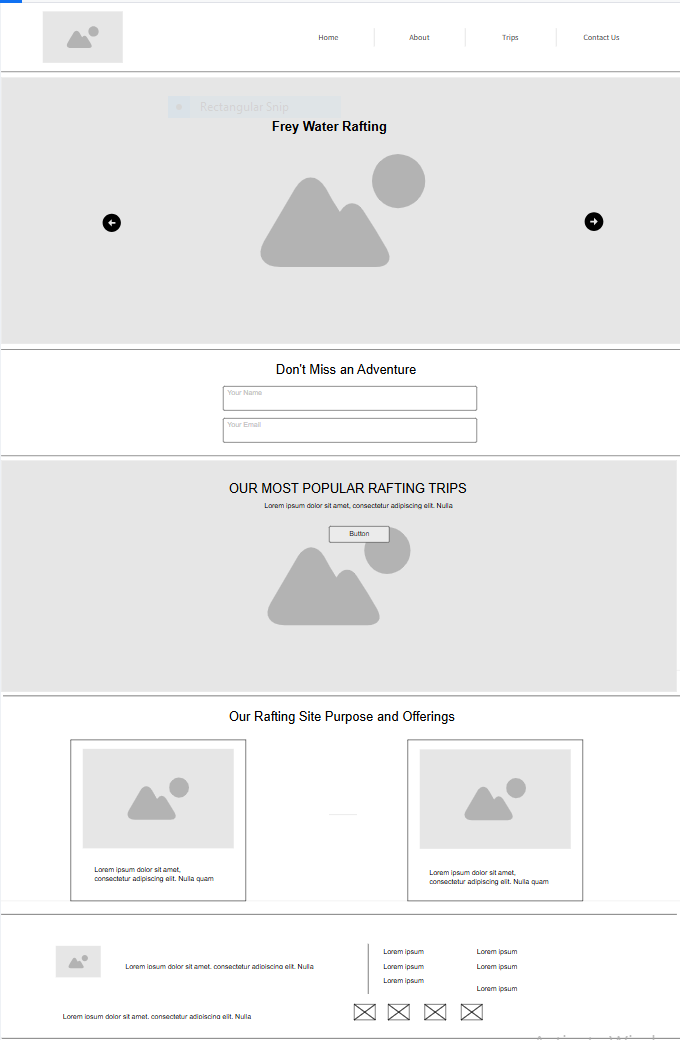 Home
About
Trips
Contact Us
Rectangular Snip
Frey Water Rafting
Don't Miss an Adventure
Your Name
Your Email
OUR MOST POPULAR RAFTING TRIPS
Lorem ipsum dolor sit amet, consectetur adipiscing elit. Nulla
Button
Our Rafting Site Purpose and Offerings
Lorem ipsum dolor sit amet,
consectetur adipiscing elit. Nulla quam
Lorem ipsum dolor sit amet,
consectetur adipiscing elit. Nulla quam
Lorem ipsum dolor sit amet, consectetur adipiscing elit. Nulla
Lorem ipsum
Lorem ipsum
Lorem ipsum
Lorem ipsum
Lorem ipsum
Lorem ipsum
Lorem ipsum dolor sit amet, consectetur adipiscing elit. Nulla